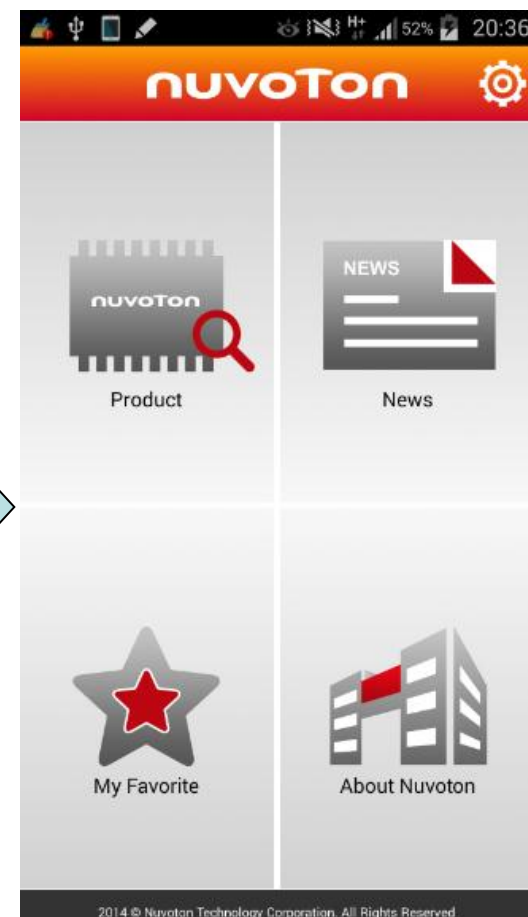 H+ 52% 20:36
nuvoTon
nuvoTon
NEWS
Product
News
My Favorite
About Nuvoton
2014 © Nuvoton Technology Corporation. All Rights Reserved